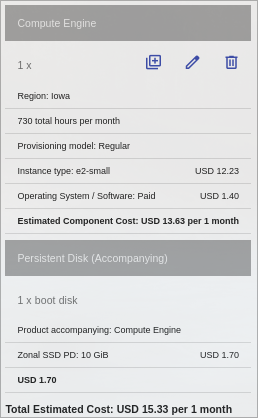 Compute Engine
1 x
Region: Iowa
730 total hours per month
Provisioning model: Regular
Instance type: e2-small USD 12.23
Operating System / Software: Paid USD 1.40
Estimated Component Cost: USD 13.63 per 1 month
Persistent Disk (Accompanying)
1 x boot disk
Product accompanying: Compute Engine
Zonal SSD PD: 10 GiB USD 1.70
USD 1.70
Total Estimated Cost: USD 15.33 per 1 month